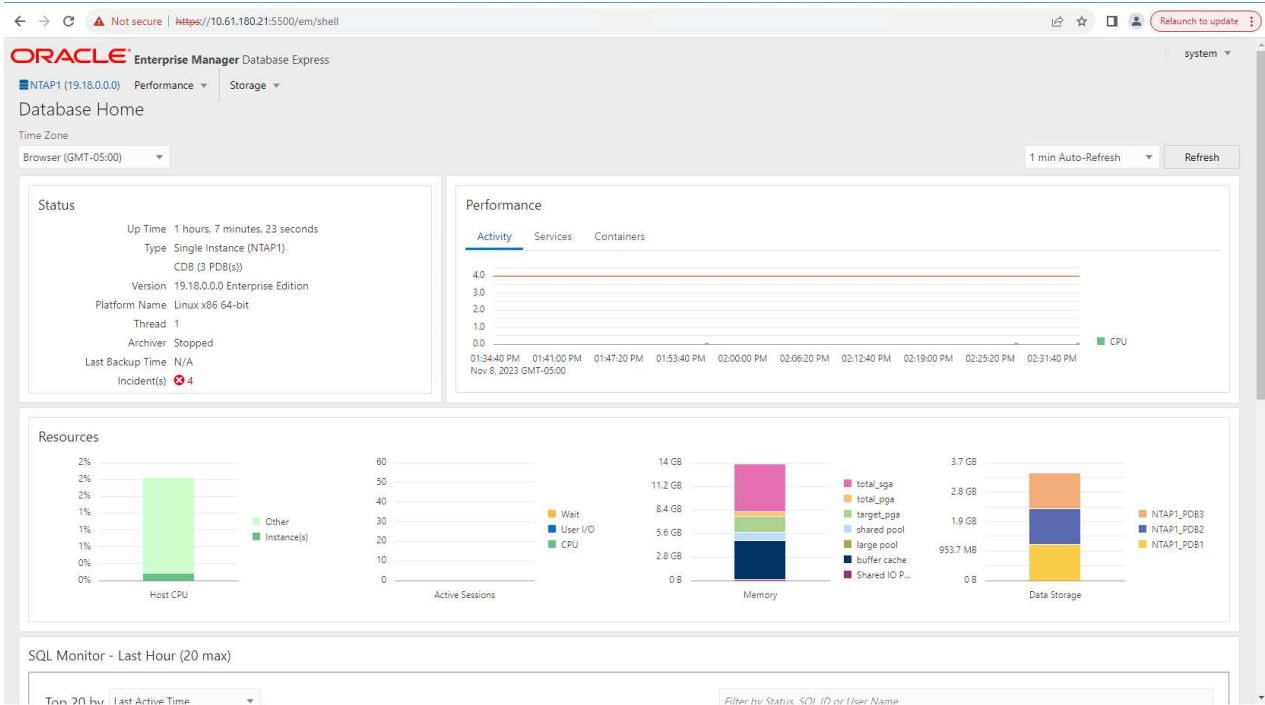 Not secure | https://10.61.180.21:5500/em/shell
Relaunch to update
ORACLE Enterprise Manager Database Express
system
NTAP1 (19.18.0.0.0) Performance Storage
Database Home
Time Zone
Browser (GMT-05:00)
1 min Auto-Refresh Refresh
Status
Up Time 1 hours, 7 minutes, 23 seconds
Type Single Instance (NTAP1)
CDB (3 PDB(s))
Version 19.18.0.0.0 Enterprise Edition
Platform Name Linux x86 64-bit
Thread 1
Archiver Stopped
Last Backup Time N/A
Incident(s) 4
Performance
Activity Services Containers
4.0
3.0
2.0
1.0
0.0
CPU
01:34:40 PM 01:41:00 PM 01:47:20 PM 01:53:40 PM 02:00:00 PM 02:06:20 PM 02:12:40 PM 02:19:00 PM 02:25:20 PM 02:31:40 PM
Nov 8, 2023 GMT-05:00
Resources
2%
2%
2%
1%
1%
1%
0%
0%
Other
Instance(s)
Host CPU
60
50
40
30
20
10
0
Wait
User I/O
CPU
Active Sessions
14 GB
11.2 GB
8.4 GB
5.6 GB
2.8 GB
0 B
total_sga
total_pga
target_pga
shared pool
large pool
buffer cache
Shared IO P...
Memory
3.7 GB
2.8 GB
1.9 GB
953.7 MB
0 B
NTAP1_PDB3
NTAP1_PDB2
NTAP1_PDB1
Data Storage
SQL Monitor - Last Hour (20 max)
Top 20 by Last Active Time
Filter by Status, SQL ID or User Name